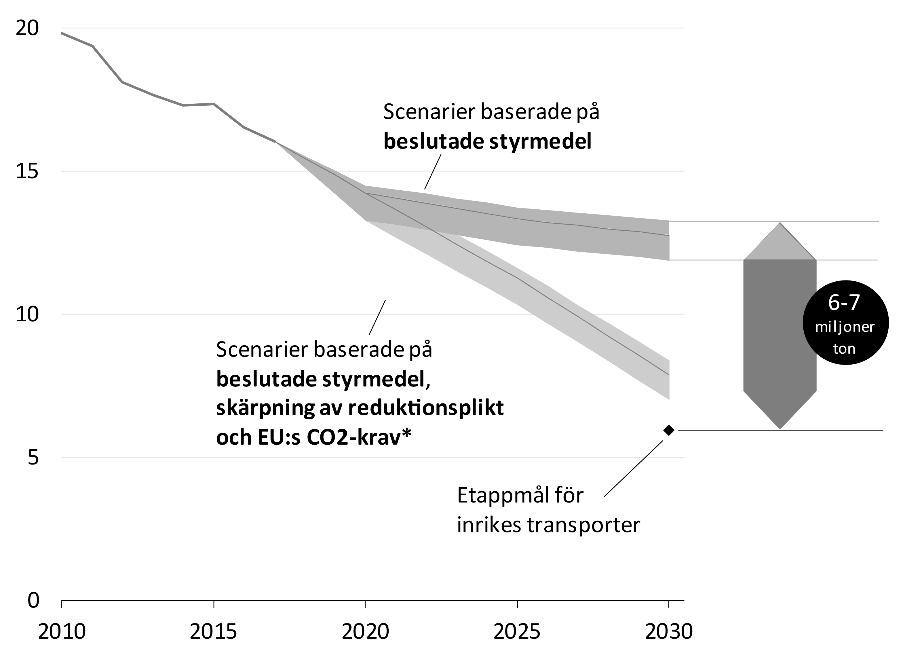 20
Scenarier baserade på
beslutade styrmedel
15
10
6-7
miljoner
ton
Scenarier baserade på
beslutade styrmedel,
skärpning av reduktionsplikt
och EU:s CO2-krav*
5
Etappmål för
inrikes transporter
0
2010 2015 2020 2025 2030